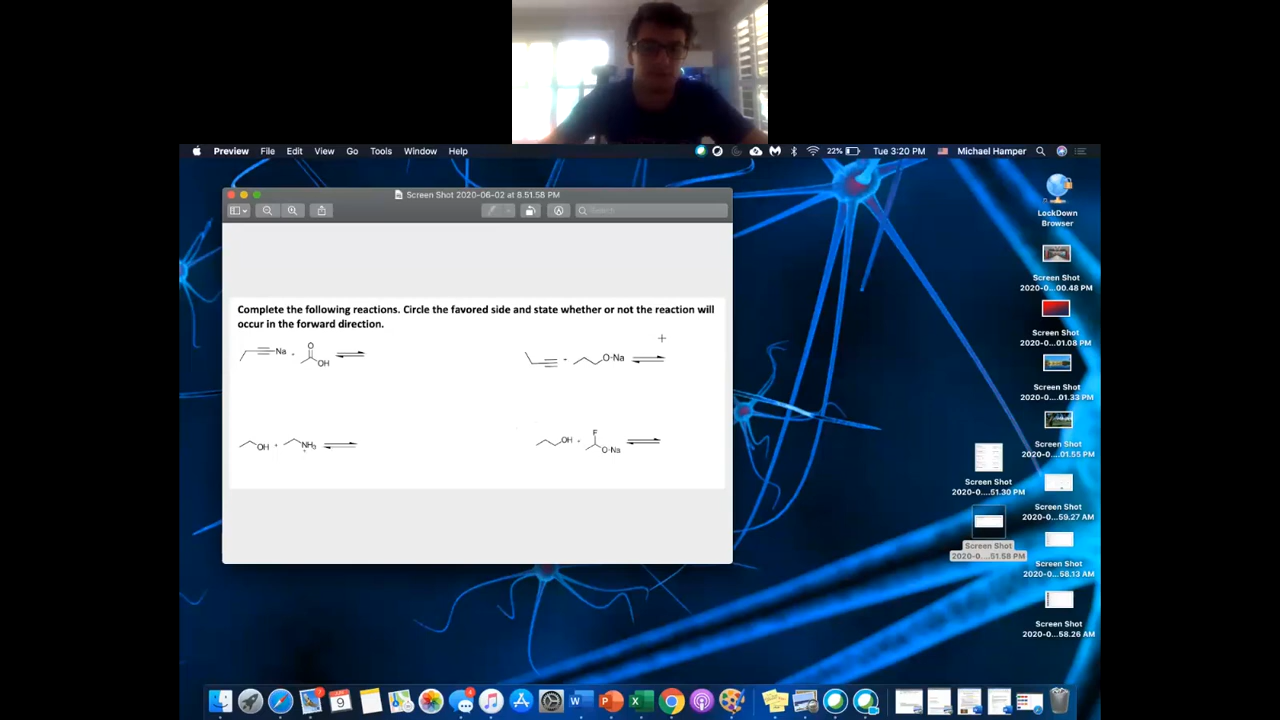 Preview File Edit View Go Tools Window Help
22% Tue 3:20 PM Michael Hamper
Screen Shot 2020-06-02 at 8.51.58 PM
Search
Complete the following reactions. Circle the favored side and state whether or not the reaction will
occur in the forward direction.
Na + O OH
O-Na
OH + NH3
OH F O-Na
LockDown
Browser
Screen Shot
2020-0....00.48 PM
Screen Shot
2020-0....01.08 PM
Screen Shot
2020-0....01.33 PM
Screen Shot
2020-0....01.55 PM
Screen Shot
2020-0....51.30 PM
Screen Shot
2020-0....59.27 AM
Screen Shot
2020-0....51.58 PM
Screen Shot
2020-0....58.13 AM
Screen Shot
2020-0....58.26 AM
JUN
9